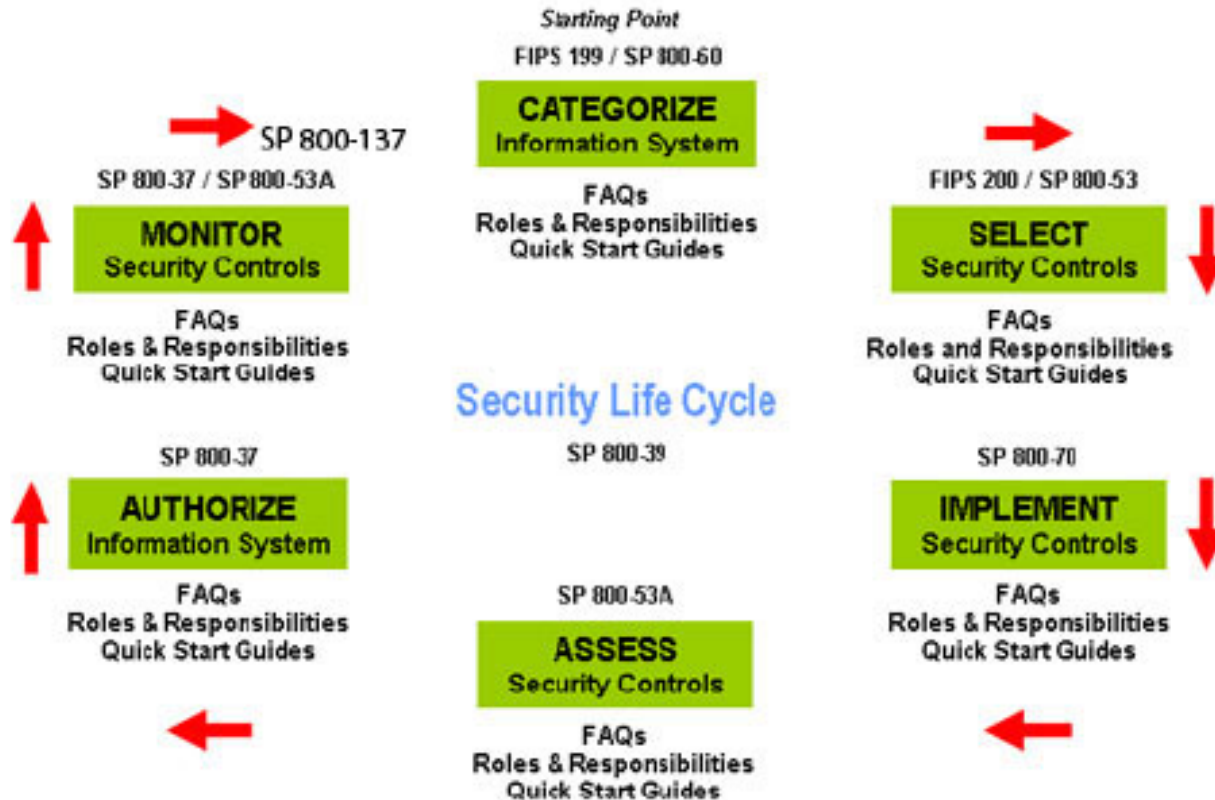 Starting Point
FIPS 199 / SP 800-60
CATEGORIZE
Information System
FAQs
Roles & Responsibilities
Quick Start Guides
SP 800-137
SP 800-37 / SP 800-53A
MONITOR
Security Controls
FAQs
Roles & Responsibilities
Quick Start Guides
FIPS 200 / SP 800-53
SELECT
Security Controls
FAQs
Roles and Responsibilities
Quick Start Guides
Security Life Cycle
SP 800-39
SP 800-37
AUTHORIZE
Information System
FAQs
Roles & Responsibilities
Quick Start Guides
SP 800-70
IMPLEMENT
Security Controls
FAQs
Roles & Responsibilities
Quick Start Guides
SP 800-53A
ASSESS
Security Controls
FAQs
Roles & Responsibilities
Quick Start Guides